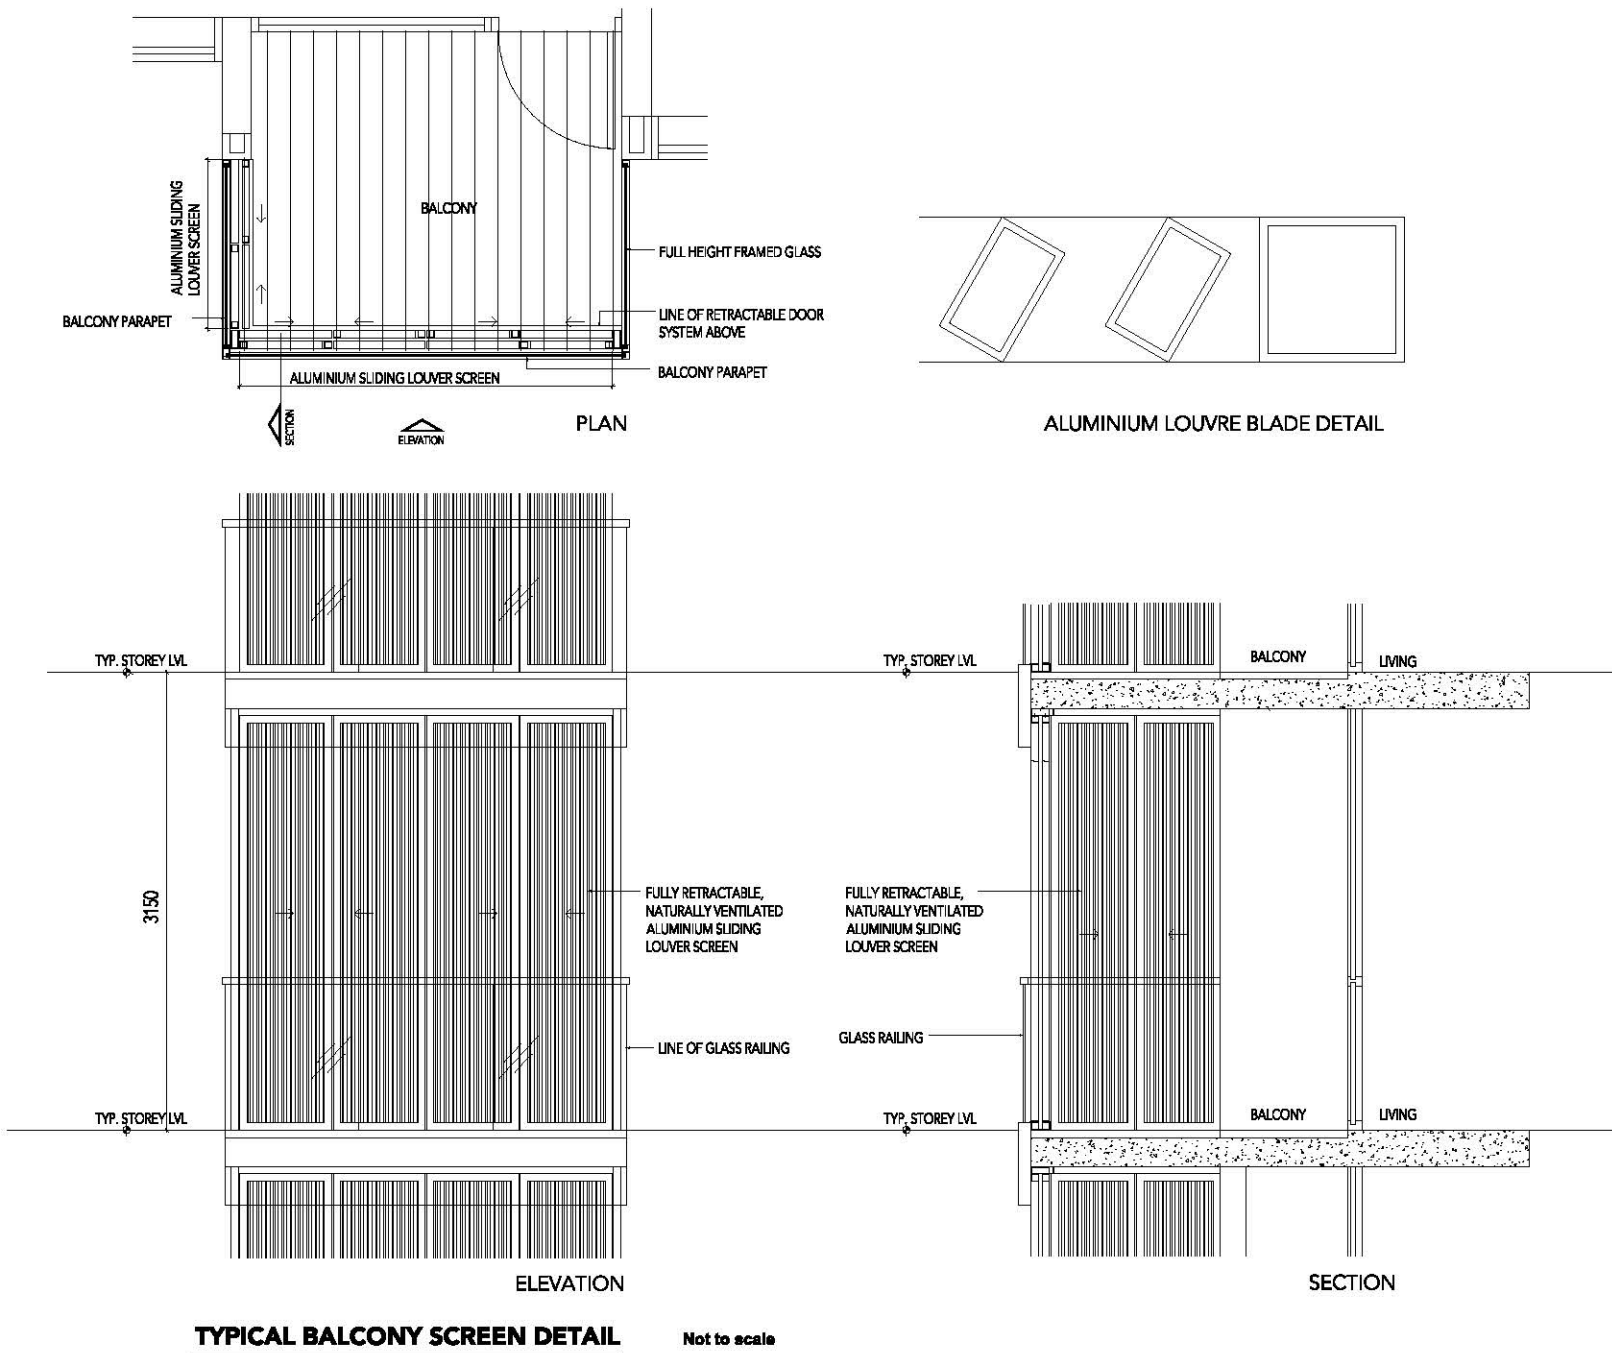 ALUMINIUM SLIDING
LOUVER SCREEN
BALCONY
FULL HEIGHT FRAMED GLASS
BALCONY PARAPET
LINE OF RETRACTABLE DOOR
SYSTEM ABOVE
BALCONY PARAPET
ALUMINIUM SLIDING LOUVER SCREEN
SECTION
ELEVATION
PLAN
ALUMINIUM LOUVRE BLADE DETAIL
TYP. STOREY LVL
TYP. STOREY LVL
BALCONY
LIVING
3150
FULLY RETRACTABLE,
NATURALLY VENTILATED
ALUMINIUM SLIDING
LOUVER SCREEN
FULLY RETRACTABLE,
NATURALLY VENTILATED
ALUMINIUM SLIDING
LOUVER SCREEN
LINE OF GLASS RAILING
GLASS RAILING
TYP. STOREY LVL
TYP. STOREY LVL
BALCONY
LIVING
ELEVATION
SECTION
TYPICAL BALCONY SCREEN DETAIL
Not to scale